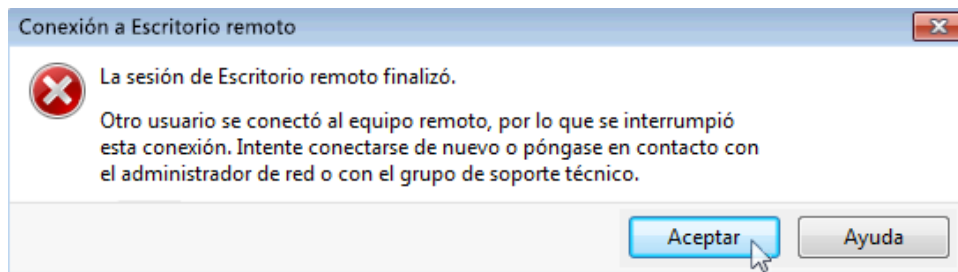 Conexión a Escritorio remoto
La sesión de Escritorio remoto finalizó.
Otro usuario se conectó al equipo remoto, por lo que se interrumpió
esta conexión. Intente conectarse de nuevo o póngase en contacto con
el administrador de red o con el grupo de soporte técnico.
Aceptar
Ayuda